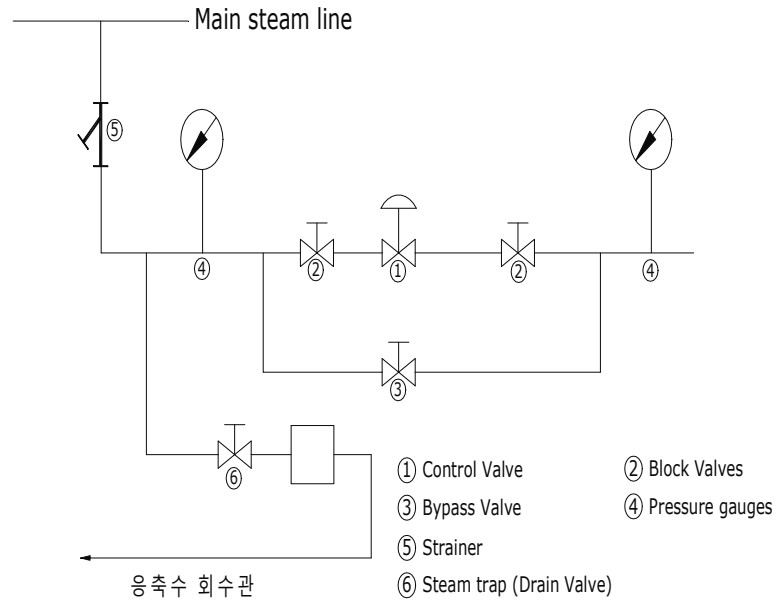 Main steam line
⑤
④
②
①
②
④
③
⑥
① Control Valve
② Block Valves
③ Bypass Valve
④ Pressure gauges
⑤ Strainer
⑥ Steam trap (Drain Valve)
응축수 회수관